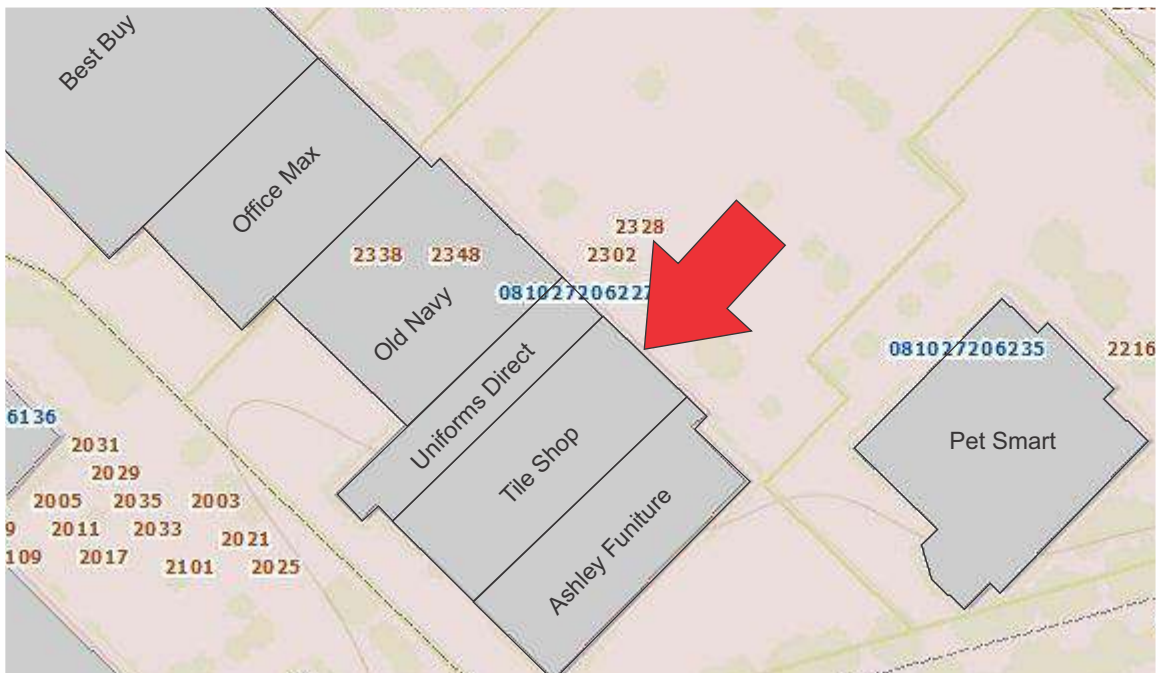 Best Buy
Office Max
2328
2338 2348 2302
Old Navy
Uniforms Direct
081027206235
2216
6136
2031
Tile Shop
Pet Smart
2029
2005 2035 2003
Ashley Funiture
2011 2033
2021
109 2017
2101 2025